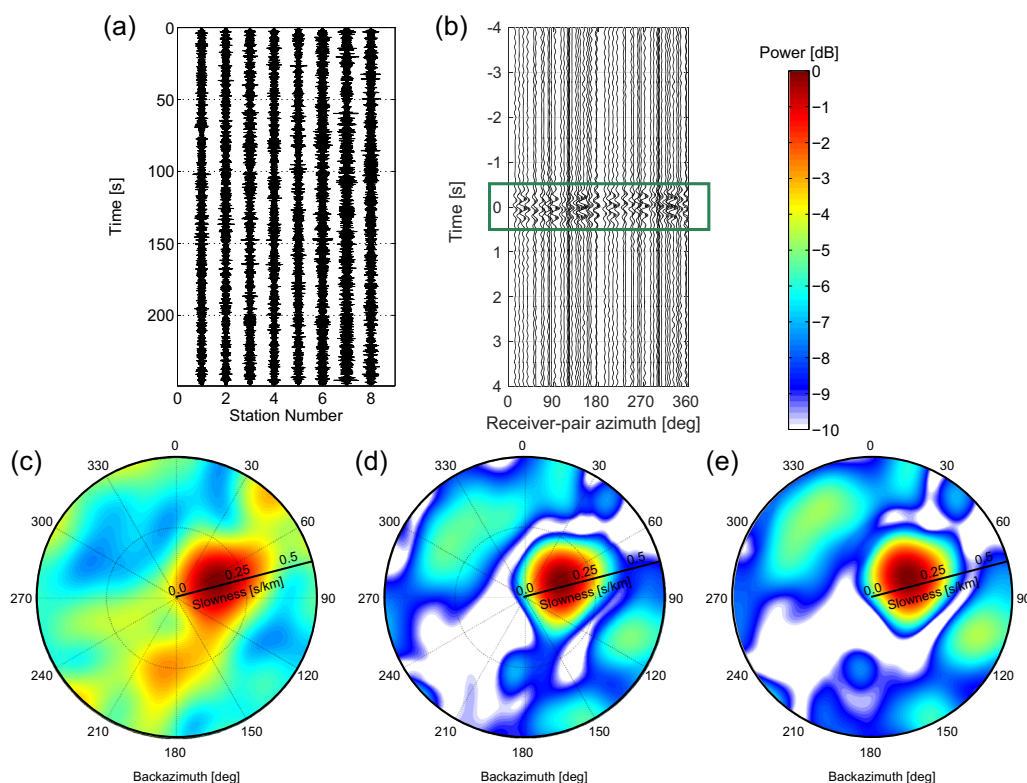 (a)
0
50
100
150
200
Time [s]
0 2 4 6 8
Station Number
(b)
-4
-3
-2
-1
0
1
2
3
4
Time [s]
0 90 180 270 360
Receiver-pair azimuth [deg]
Power [dB]
0
−1
−2
−3
−4
−5
−6
−7
−8
−9
−10
(c)
0
30
60
90
120
150
180
210
240
270
300
330
0.0 0.25 0.5
Slowness [s/km]
Backazimuth [deg]
(d)
0
30
60
90
120
150
180
210
240
270
300
330
0.0 0.25 0.5
Slowness [s/km]
Backazimuth [deg]
(e)
0
30
60
90
120
150
180
210
240
270
300
330
0.0 0.25 0.5
Slowness [s/km]
Backazimuth [deg]